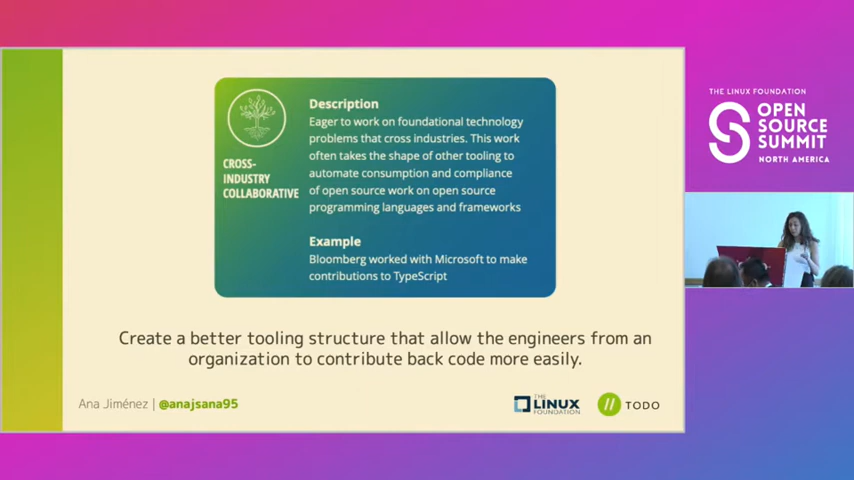 CROSS-
INDUSTRY
COLLABORATIVE
Description
Eager to work on foundational technology
problems that cross industries. This work
often takes the shape of other tooling to
automate consumption and compliance
of open source work on open source
programming languages and frameworks
Example
Bloomberg worked with Microsoft to make
contributions to TypeScript
Create a better tooling structure that allow the engineers from an
organization to contribute back code more easily.
Ana Jiménez | @anajsana95
THE
LINUX
FOUNDATION
// TODO
THE LINUX FOUNDATION
OPEN
SOURCE
SUMMIT
NORTH AMERICA